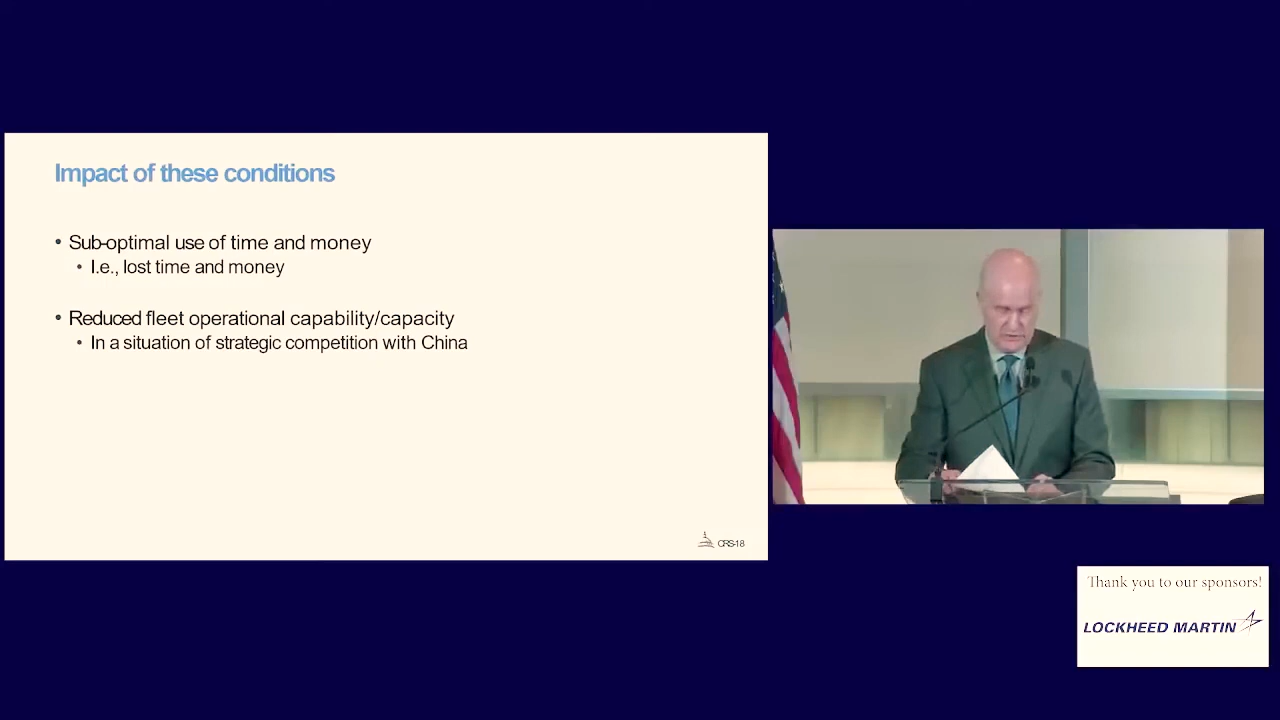 Impact of these conditions
• Sub-optimal use of time and money
• I.e., lost time and money
• Reduced fleet operational capability/capacity
• In a situation of strategic competition with China
CRS-18
Thank you to our sponsors!
LOCKHEED MARTIN